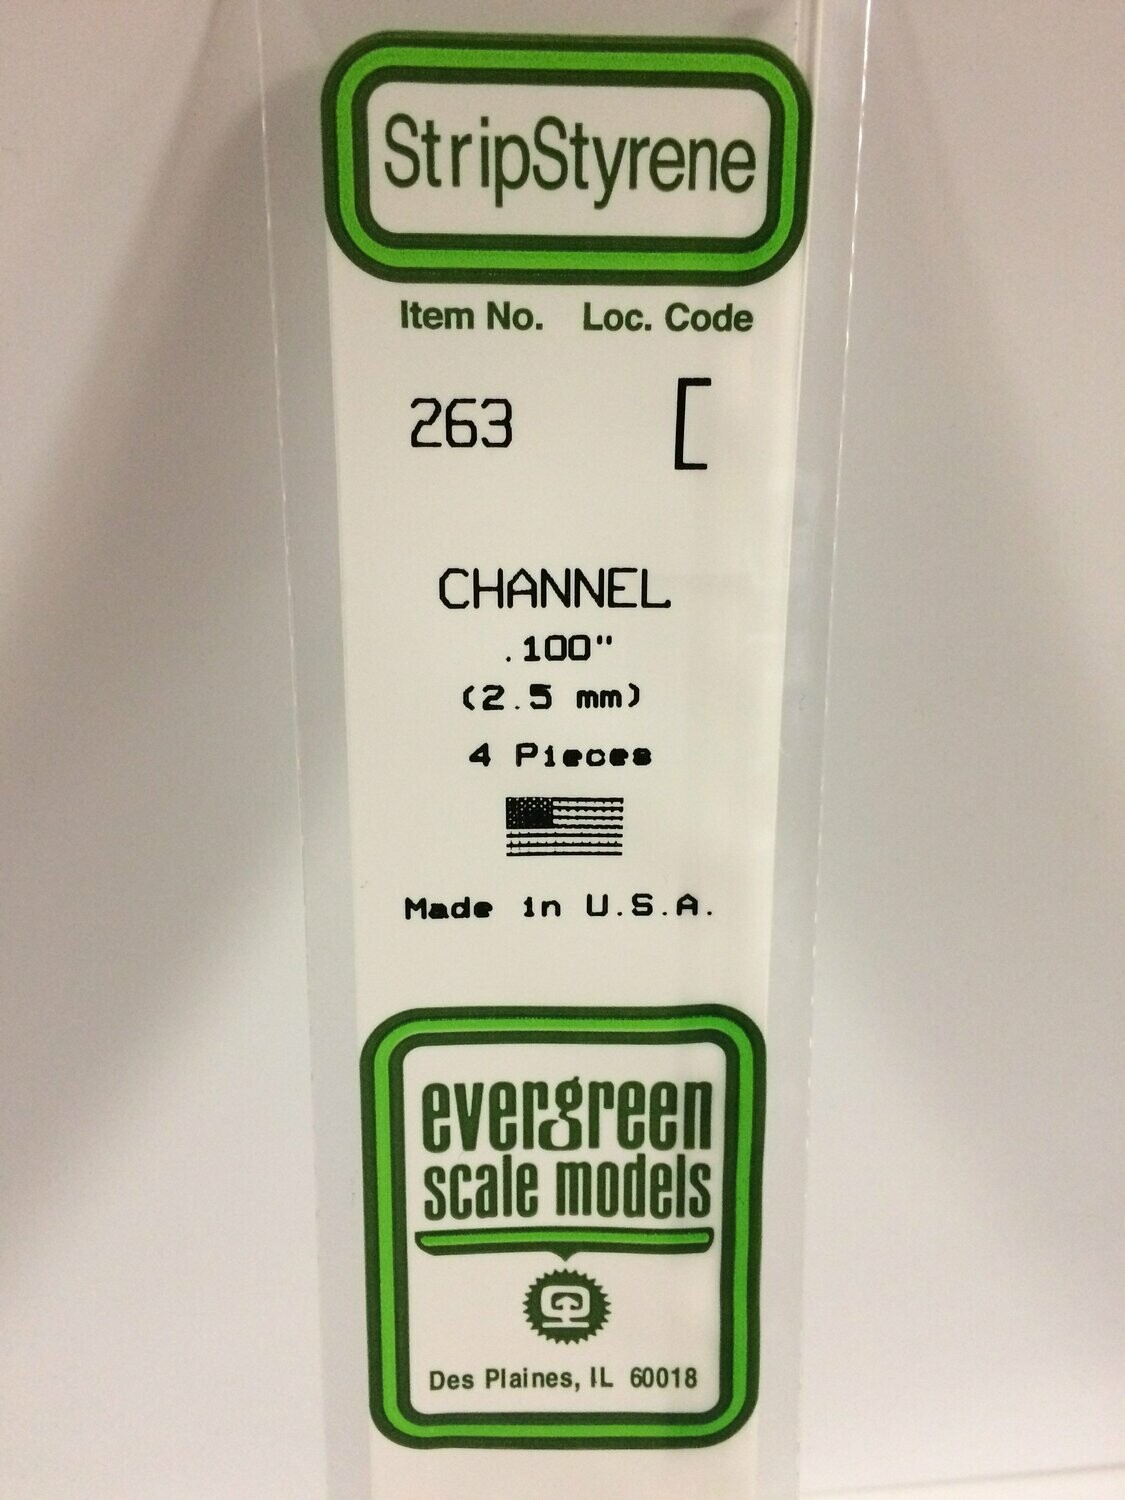 StripStyrene
Item No. Loc. Code
263 [
CHANNEL
.100"
(2.5 mm)
4 Pieces
Made in U.S.A.
evergreen
scale models
Des Plaines, IL 60018